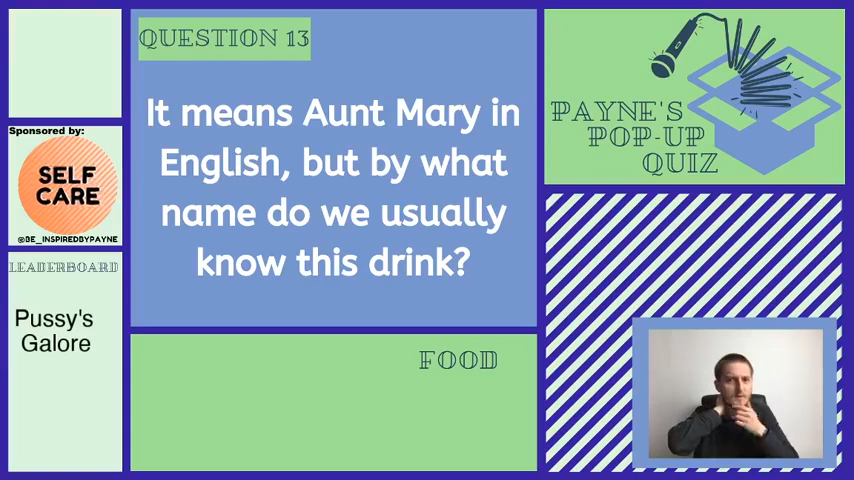 QUESTION 13
It means Aunt Mary in
English, but by what
name do we usually
know this drink?
PAYNE'S
POP-UP
QUIZ
Sponsored by:
SELF
CARE
@BE_INSPIREDBYPAYNE
LEADERBOARD
Pussy's
Galore
FOOD